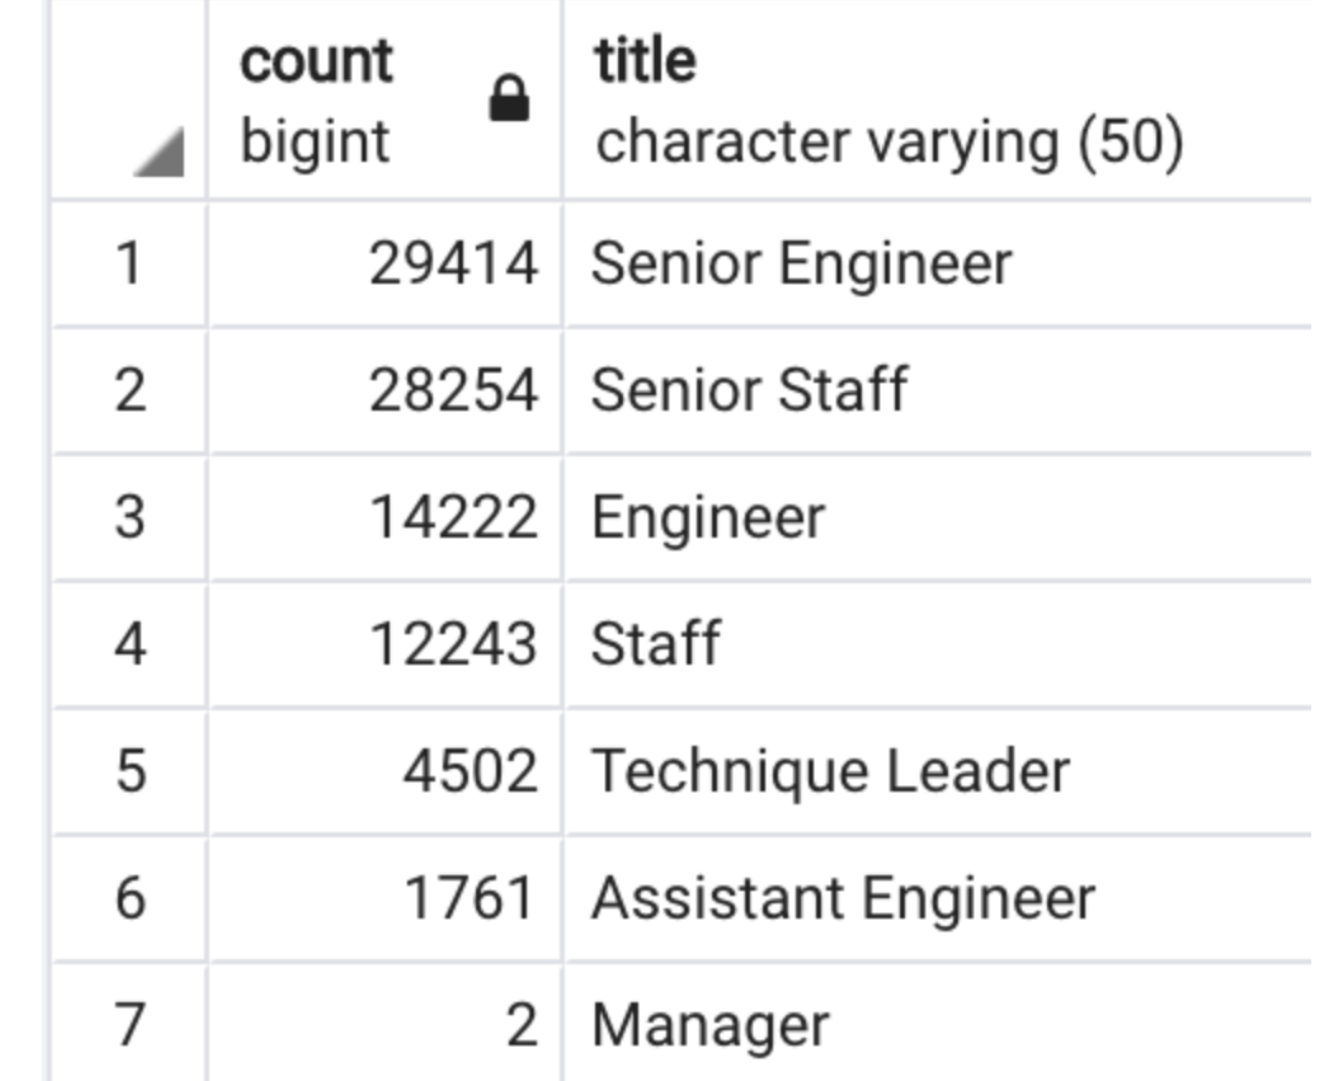 count title
bigint character varying (50)
1 29414 Senior Engineer
2 28254 Senior Staff
3 14222 Engineer
4 12243 Staff
5 4502 Technique Leader
6 1761 Assistant Engineer
7 2 Manager